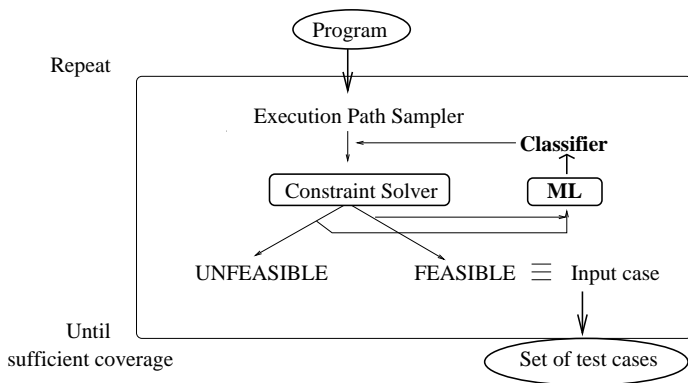 Program
Repeat
Execution Path Sampler
Classifier
Constraint Solver
ML
UNFEASIBLE
FEASIBLE
Input case
Until
sufficient coverage
Set of test cases